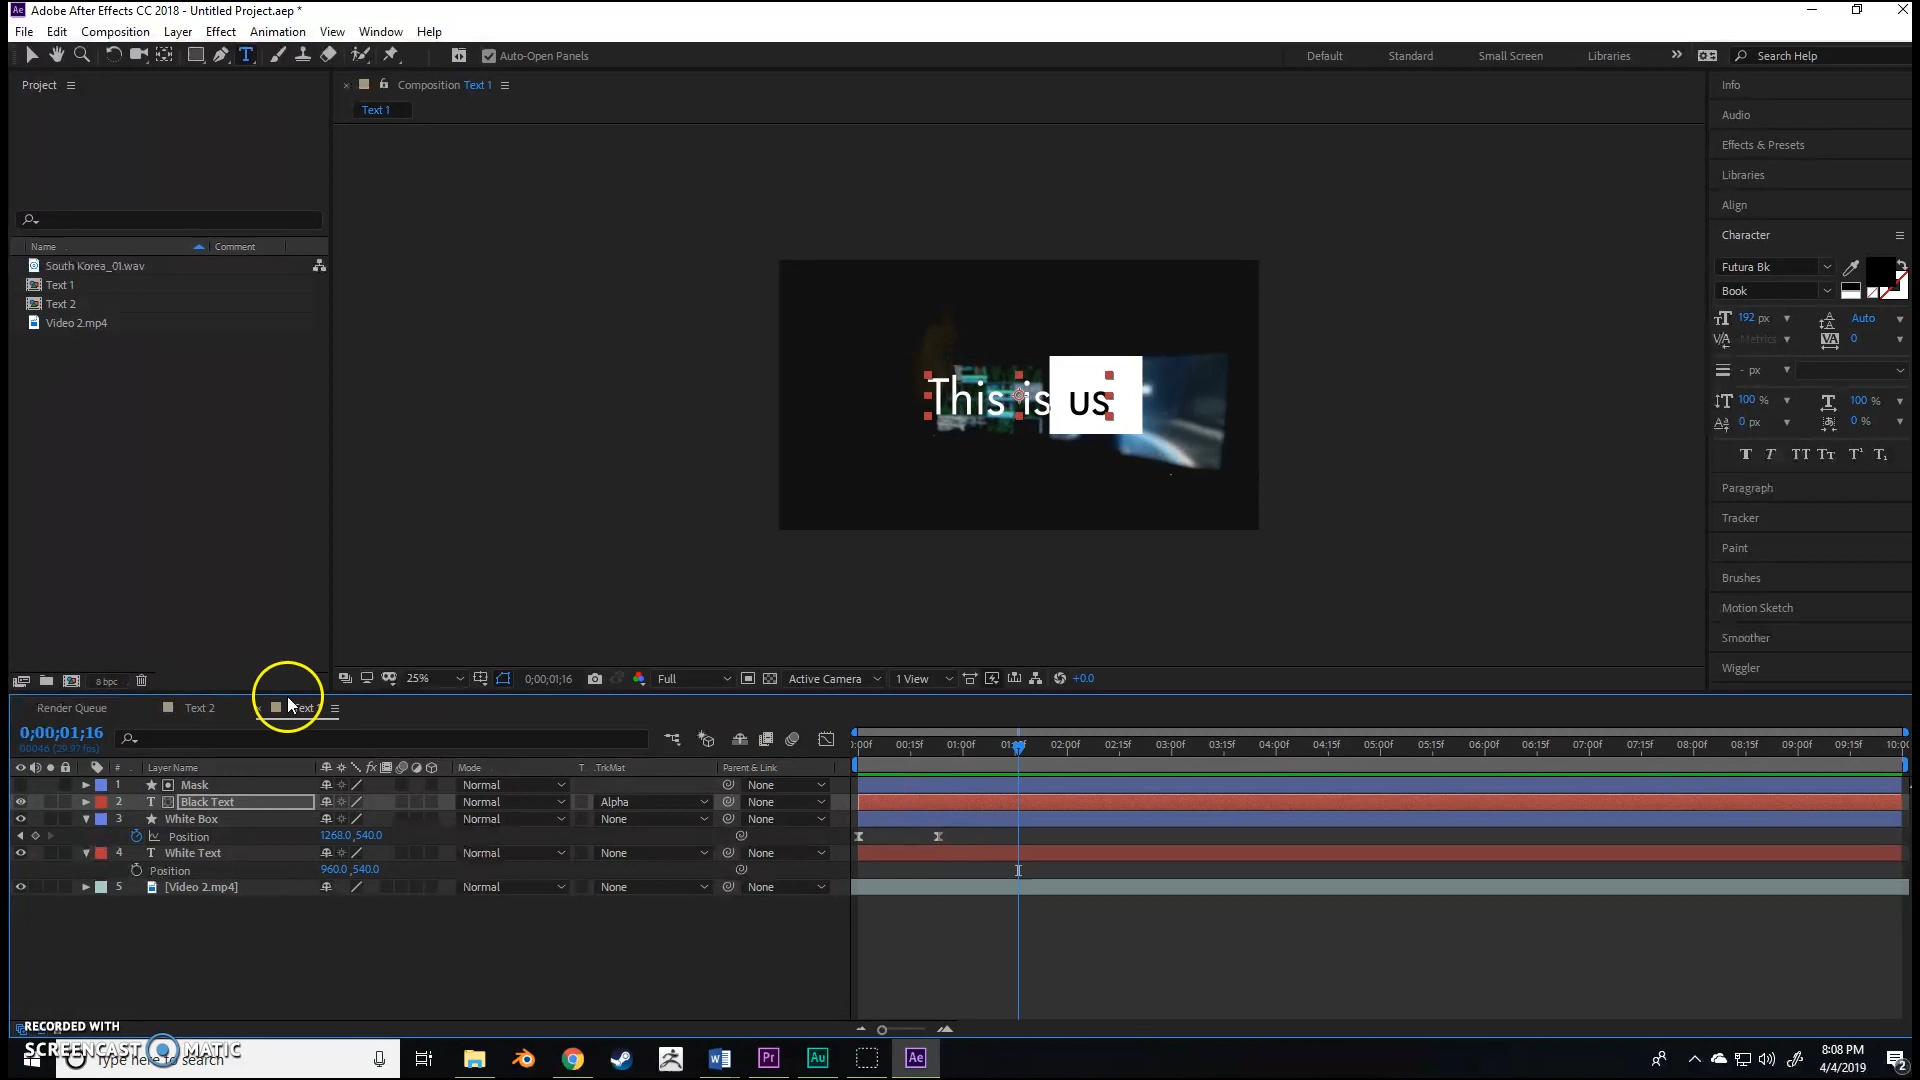 Adobe After Effects CC 2018 - Untitled Project.aep *
File Edit Composition Layer Effect Animation View Window Help
Auto-Open Panels
Default Standard Small Screen Libraries
Search Help
Project
Composition Text 1
Text 1
Name Comment
South Korea_01.wav
Text 1
Text 2
Video 2.mp4
8 bpc
This is us
25%
0;00;01;16
Full
Active Camera
1 View
+0.0
Info
Audio
Effects & Presets
Libraries
Align
Character
Futura Bk
Book
192 px
Auto
Metrics
0
- px
100 %
100 %
0 px
0 %
Paragraph
Tracker
Paint
Brushes
Motion Sketch
Smoother
Wiggler
Render Queue
Text 2
0;00;01;16
00046 (29.97 fps)
00:15f 01:00f 02:00f 02:15f 03:00f 03:15f 04:00f 04:15f 05:00f 05:15f 06:00f 06:15f 07:00f 07:15f 08:00f 08:15f 09:00f 09:15f
# Layer Name Mode T .TrkMat Parent & Link
1 Mask Normal None
2 Black Text Normal Alpha None
3 White Box Normal None None
Position 1268.0,540.0
4 T White Text Normal None None
Position 960.0,540.0
5 [Video 2.mp4] Normal None None
RECORDED WITH
SCREENCAST MATIC
Type here to search
Pr
Au
Ae
8:08 PM
4/4/2019
2